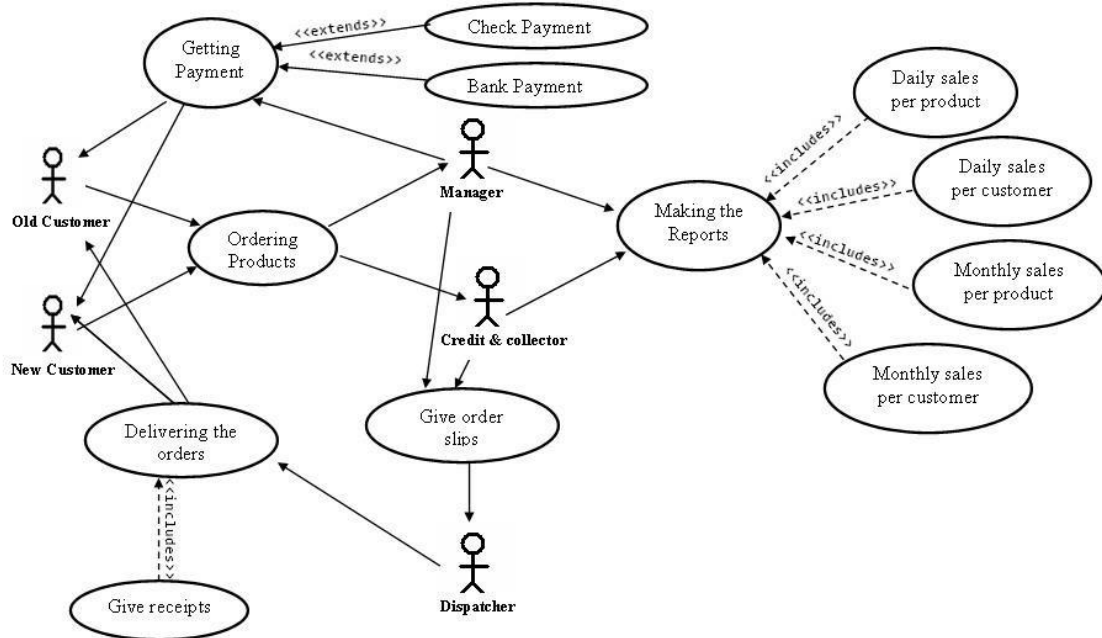 <<extends>>
Check Payment
Getting
Payment
<<extends>>
Bank Payment
Daily sales
per product
<<includes>>
Manager
Daily sales
per customer
<<includes>>
Old Customer
Making the
Reports
Ordering
Products
<<includes>>
Monthly sales
per product
<<includes>>
Credit & collector
New Customer
Monthly sales
per customer
Give order
slips
Delivering the
orders
<<includes>>
Give receipts
Dispatcher